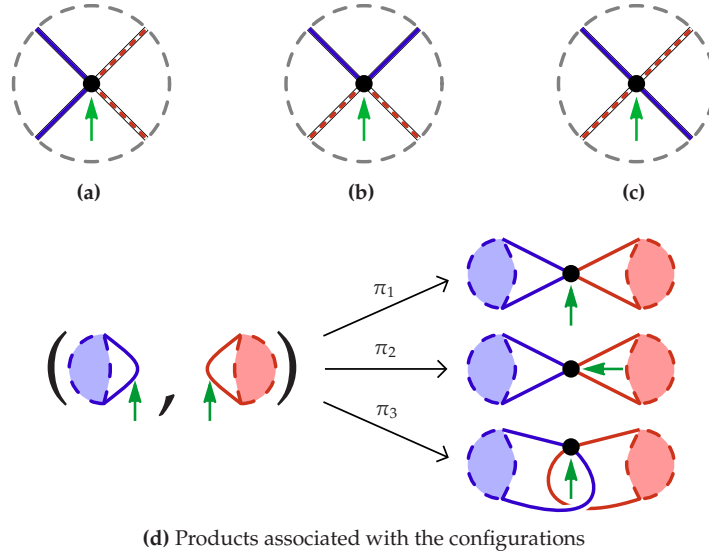 (a)
(b)
(c)
π₁
( , )
π₂
π₃
(d) Products associated with the configurations